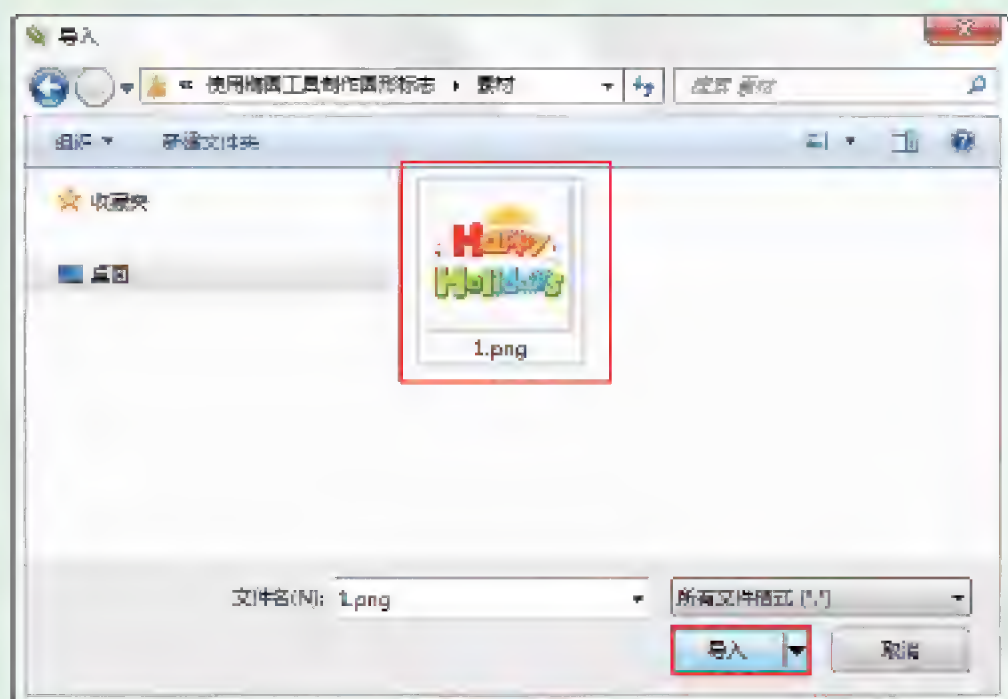 导入
« 使用椭圆工具制作圆形标志 ▸ 素材
搜索 素材
组织 新建文件夹
收藏夹
桌面
Happy
Holidays
1.png
文件名(N): 1.png
所有文件格式 (*.*)
导入 取消